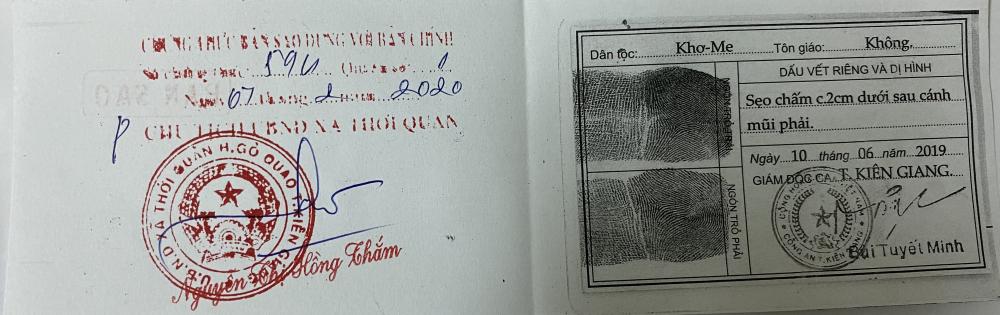 CHỨNG THỰC BẢN SAO ĐÚNG VỚI BẢN CHÍNH
Số chứng thực 594 Quyển số 1
Ngày 07 tháng 2 năm 2020
CHỦ TỊCH UBND XÃ THỚI QUẢN
U.B.N.D XÃ THỚI QUẢN H.GÒ QUAO T.KIÊN GIANG
Nguyễn Thị Hồng Thắm
BẢN SAO
Dân tộc: Khơ-Me Tôn giáo: Không.
NGÓN TRỎ TRÁI
NGÓN TRỎ PHẢI
DẤU VẾT RIÊNG VÀ DỊ HÌNH
Sẹo chấm c.2cm dưới sau cánh
mũi phải.
Ngày 10 tháng 06 năm 2019
GIÁM ĐỐC CA T. KIÊN GIANG.
CÔNG AN T. KIÊN GIANG
Bùi Tuyết Minh